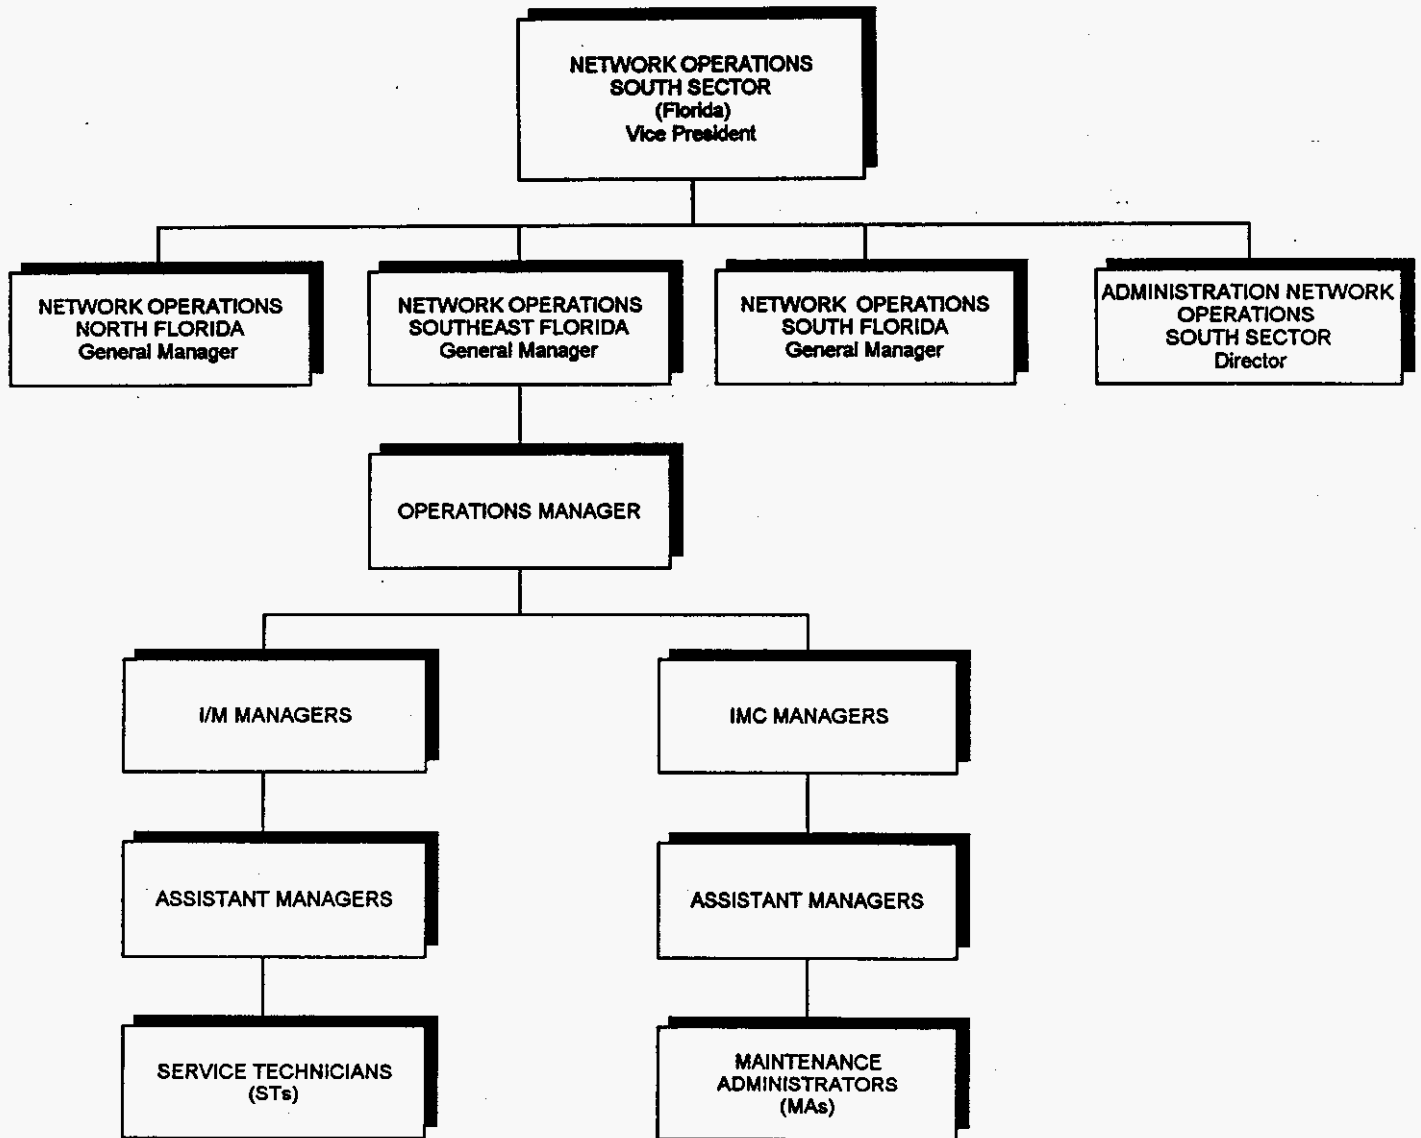 NETWORK OPERATIONS
SOUTH SECTOR
(Florida)
Vice President
NETWORK OPERATIONS
NORTH FLORIDA
General Manager
NETWORK OPERATIONS
SOUTHEAST FLORIDA
General Manager
NETWORK OPERATIONS
SOUTH FLORIDA
General Manager
ADMINISTRATION NETWORK
OPERATIONS
SOUTH SECTOR
Director
OPERATIONS MANAGER
I/M MANAGERS
IMC MANAGERS
ASSISTANT MANAGERS
ASSISTANT MANAGERS
SERVICE TECHNICIANS
(STs)
MAINTENANCE
ADMINISTRATORS
(MAs)